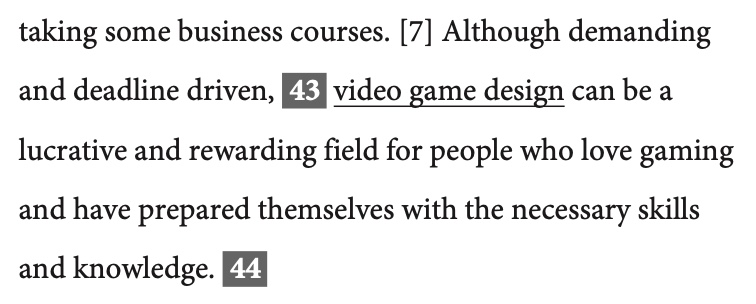 taking some business courses. [7] Although demanding
and deadline driven, 43 video game design can be a
lucrative and rewarding field for people who love gaming
and have prepared themselves with the necessary skills
and knowledge. 44